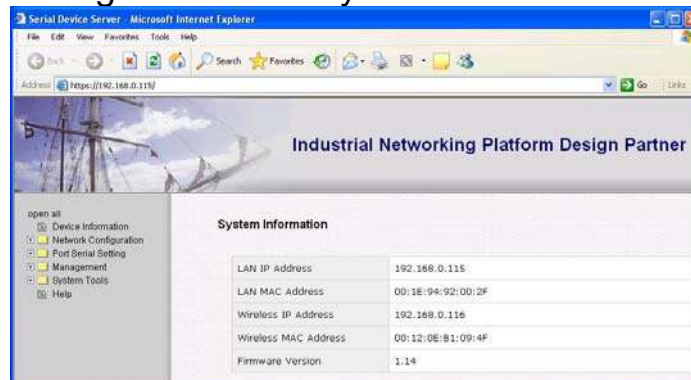 Serial Device Server - Microsoft Internet Explorer
File Edit View Favorites Tools Help
Back Search Favorites
Address https://192.168.0.115/ Go Links
Industrial Networking Platform Design Partner
open all
Device Information
Network Configuration
Port Serial Setting
Management
System Tools
Help
System Information
LAN IP Address 192.168.0.115
LAN MAC Address 00:1E:94:92:00:2F
Wireless IP Address 192.168.0.116
Wireless MAC Address 00:12:0E:81:09:4F
Firmware Version 1.14